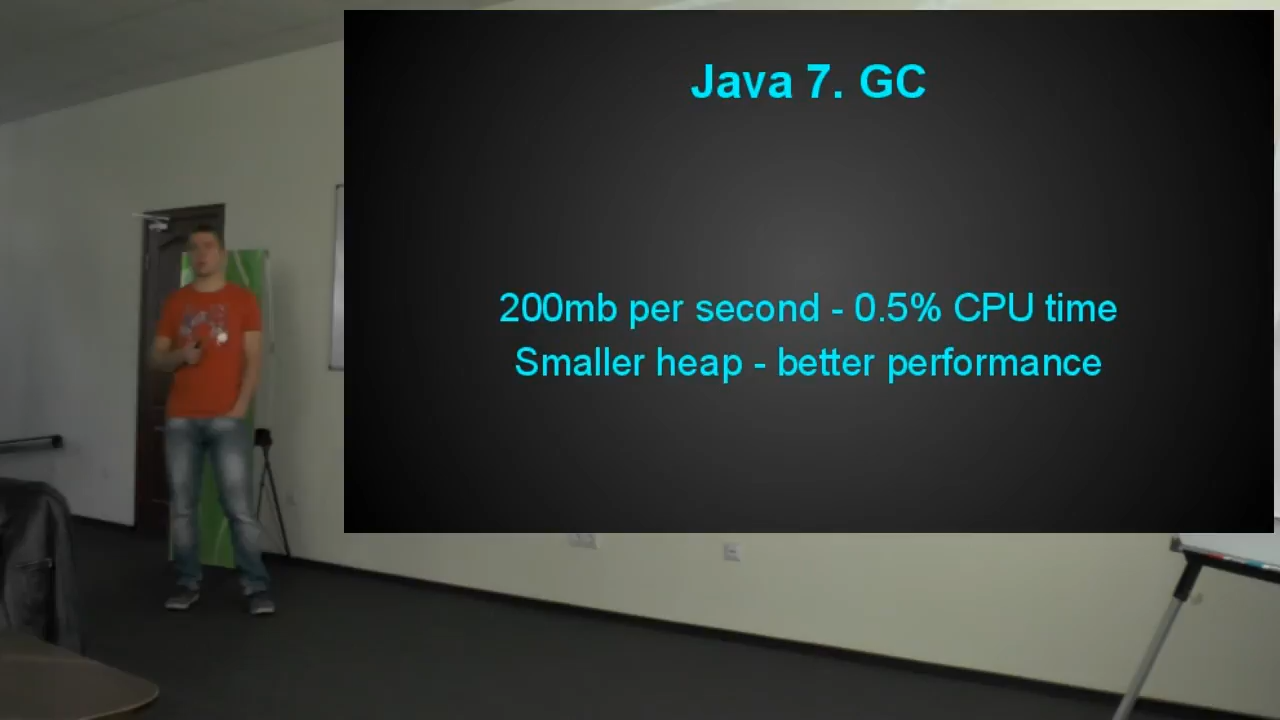 Java 7. GC
200mb per second - 0.5% CPU time
Smaller heap - better performance